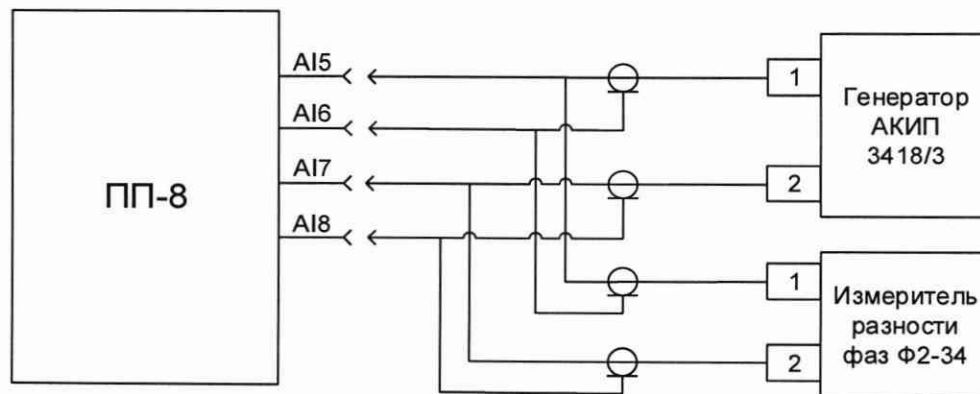 ПП-8
AI5
AI6
AI7
AI8
1
2
Генератор
АКИП
3418/3
1
2
Измеритель
разности
фаз Ф2-34